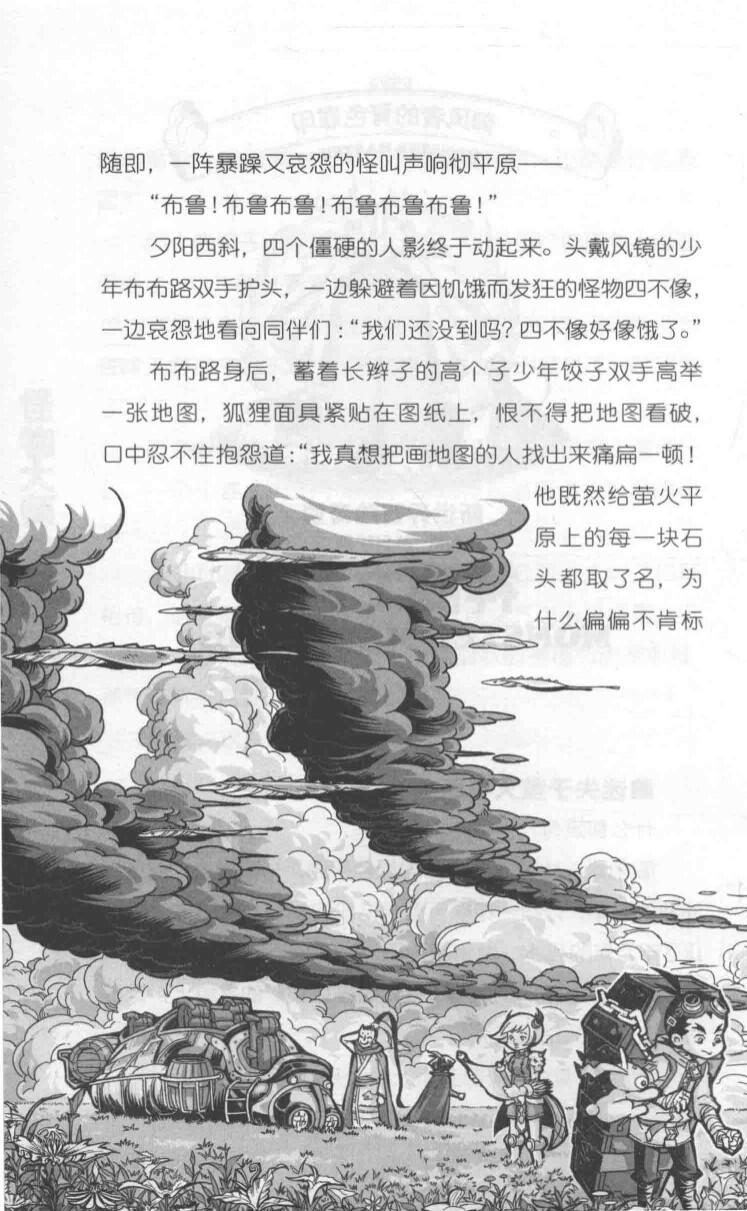 随即，一阵暴躁又哀怨的怪叫声响彻平原——
“布鲁！布鲁布鲁！布鲁布鲁布鲁！”
夕阳西斜，四个僵硬的人影终于动起来。头戴风镜的少
年布布路双手护头，一边躲避着因饥饿而发狂的怪物四不像，
一边哀怨地看向同伴们：“我们还没到吗？四不像好像饿了。”
布布路身后，蓄着长辫子的高个子少年饺子双手高举
一张地图，狐狸面具紧贴在图纸上，恨不得把地图看破，
口中忍不住抱怨道：“我真想把画地图的人找出来痛扁一顿！
他既然给萤火平
原上的每一块石
头都取了名，为
什么偏偏不肯标